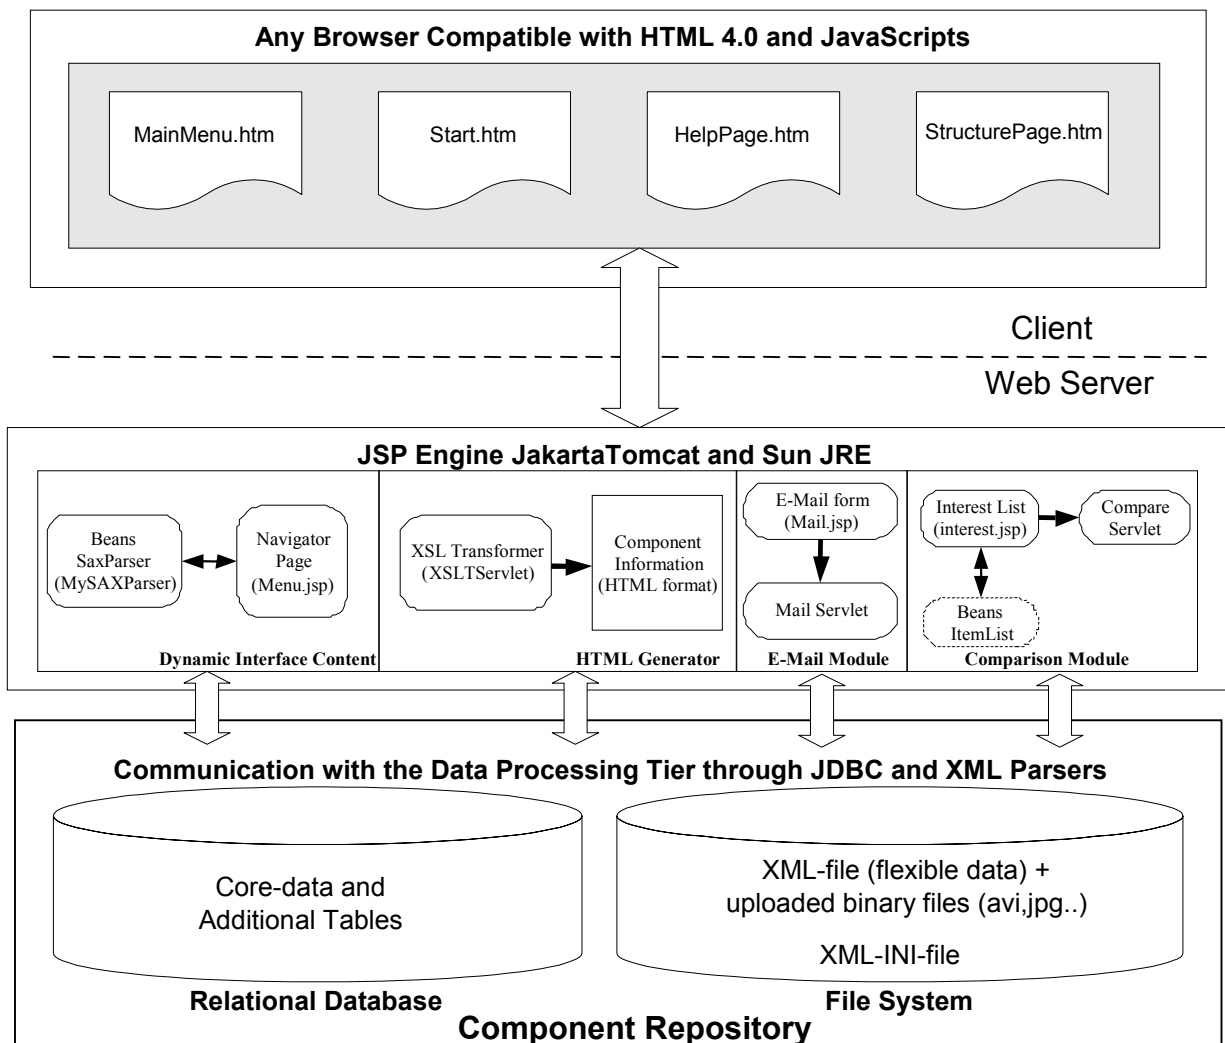 Any Browser Compatible with HTML 4.0 and JavaScripts
MainMenu.htm
Start.htm
HelpPage.htm
StructurePage.htm
Client
Web Server
JSP Engine JakartaTomcat and Sun JRE
Beans
SaxParser
(MySAXParser)
Navigator
Page
(Menu.jsp)
Dynamic Interface Content
XSL Transformer
(XSLTServlet)
Component
Information
(HTML format)
HTML Generator
E-Mail form
(Mail.jsp)
Mail Servlet
E-Mail Module
Interest List
(interest.jsp)
Compare
Servlet
Beans
ItemList
Comparison Module
Communication with the Data Processing Tier through JDBC and XML Parsers
Core-data and
Additional Tables
Relational Database
XML-file (flexible data) +
uploaded binary files (avi,jpg..)
XML-INI-file
File System
Component Repository